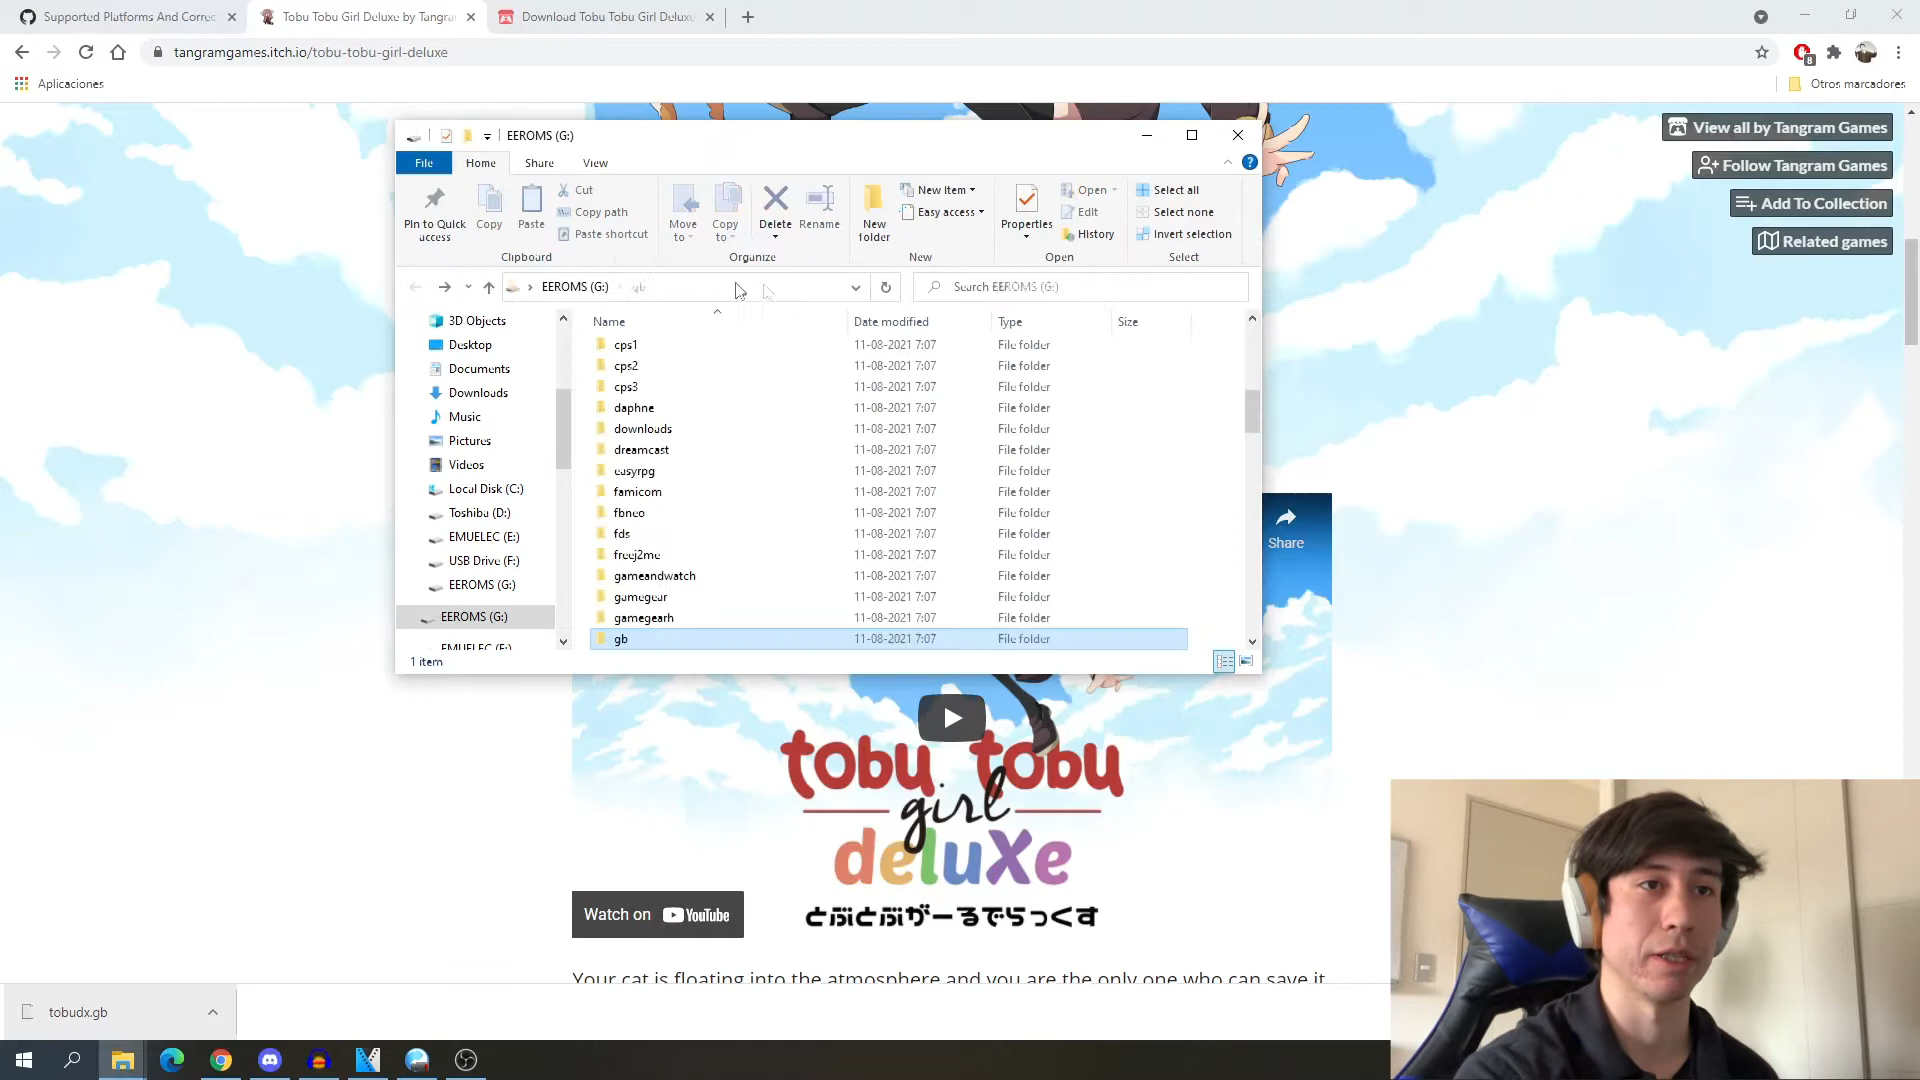 Supported Platforms And Correc
Tobu Tobu Girl Deluxe by Tangra
Download Tobu Tobu Girl Deluxe
tangramgames.itch.io/tobu-tobu-girl-deluxe
8
Aplicaciones
Otros marcadores
View all by Tangram Games
Follow Tangram Games
Add To Collection
Related games
EEROMS (G:)
File
Home
Share
View
Pin to Quick access
Copy
Paste
Cut
Copy path
Paste shortcut
Clipboard
Move to
Copy to
Delete
Rename
Organize
New folder
New item
Easy access
New
Properties
Open
Edit
History
Open
Select all
Select none
Invert selection
Select
EEROMS (G:)
gb
Search EEROMS (G:)
3D Objects
Desktop
Documents
Downloads
Music
Pictures
Videos
Local Disk (C:)
Toshiba (D:)
EMUELEC (E:)
USB Drive (F:)
EEROMS (G:)
EEROMS (G:)
EMUELEC (E:)
Name Date modified Type Size
cps1 11-08-2021 7:07 File folder
cps2 11-08-2021 7:07 File folder
cps3 11-08-2021 7:07 File folder
daphne 11-08-2021 7:07 File folder
downloads 11-08-2021 7:07 File folder
dreamcast 11-08-2021 7:07 File folder
easyrpg 11-08-2021 7:07 File folder
famicom 11-08-2021 7:07 File folder
fbneo 11-08-2021 7:07 File folder
fds 11-08-2021 7:07 File folder
freej2me 11-08-2021 7:07 File folder
gameandwatch 11-08-2021 7:07 File folder
gamegear 11-08-2021 7:07 File folder
gamegearh 11-08-2021 7:07 File folder
gb 11-08-2021 7:07 File folder
1 item
Share
tobu tobu
girl
deluXe
とぶとぶがーるでらっくす
Watch on YouTube
Your cat is floating into the atmosphere and you are the only one who can save it
tobudx.gb